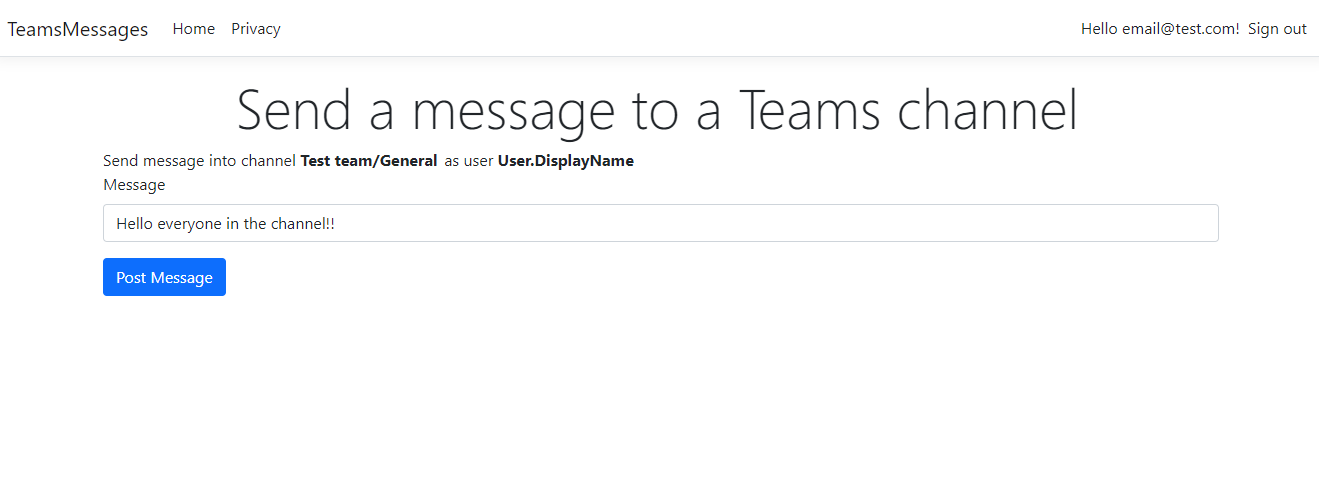 TeamsMessages Home Privacy Hello email@test.com! Sign out
Send a message to a Teams channel
Send message into channel Test team/General as user User.DisplayName
Message
Hello everyone in the channel!!
Post Message